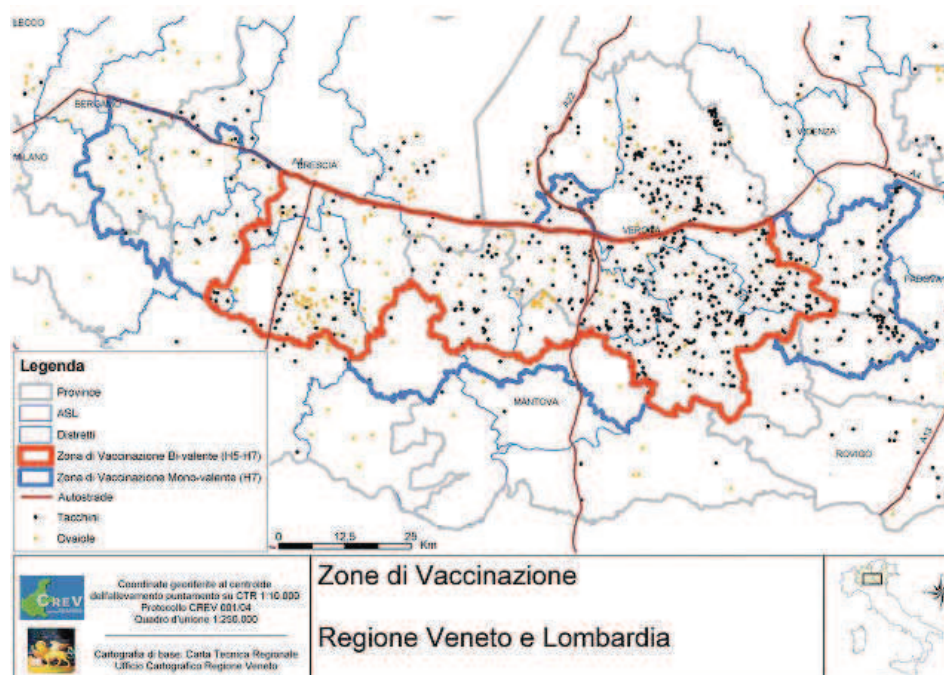 LECCO
BERGAMO
MILANO
A4
BRESCIA
A22
VERONA
VICENZA
A4
PADOVA
MANTOVA
ROVIGO
A13
Legenda
Province
ASL
Distretti
Zona di Vaccinazione Bi-valente (H5-H7)
Zona di Vaccinazione Mono-valente (H7)
Autostrade
Tacchini
Ovaiole
0 12,5 25
Km
CREV
Coordinate georiferite al centroide
dell'allevamento puntamento su CTR 1:10.000
Protocollo CREV 001/04
Quadro d'unione 1:250.000
Cartografia di base: Carta Tecnica Regionale
Ufficio Cartografico Regione Veneto
Zone di Vaccinazione
Regione Veneto e Lombardia